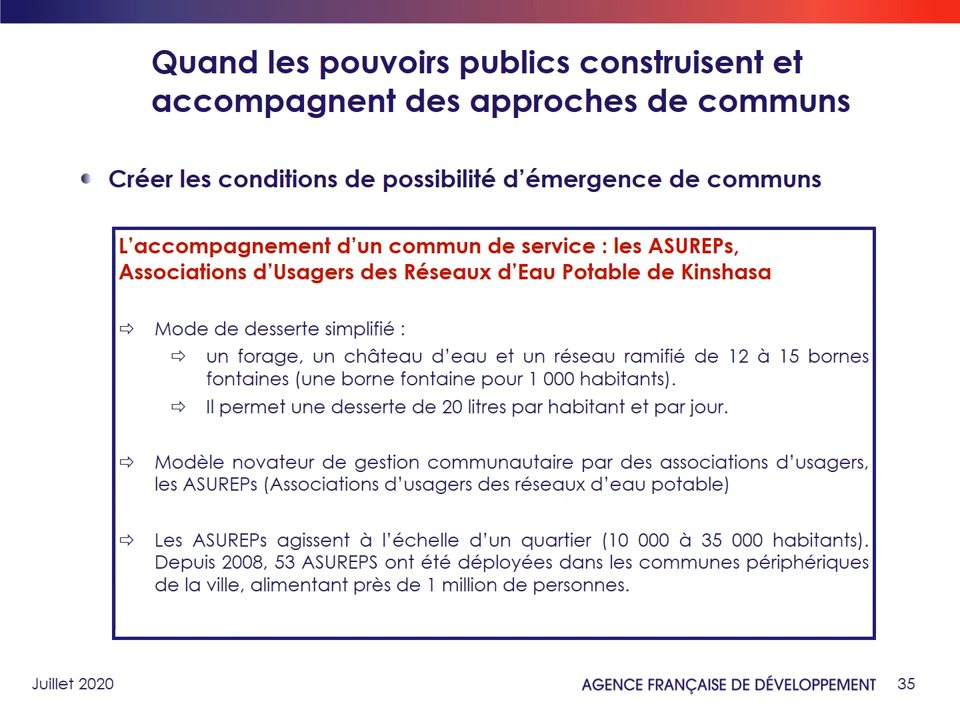 Quand les pouvoirs publics construisent et
accompagnent des approches de communs
Créer les conditions de possibilité d'émergence de communs
L'accompagnement d'un commun de service : les ASUREPs,
Associations d'Usagers des Réseaux d'Eau Potable de Kinshasa
⇨ Mode de desserte simplifié :
⇨ un forage, un château d'eau et un réseau ramifié de 12 à 15 bornes
fontaines (une borne fontaine pour 1 000 habitants).
⇨ Il permet une desserte de 20 litres par habitant et par jour.
⇨ Modèle novateur de gestion communautaire par des associations d'usagers,
les ASUREPs (Associations d'usagers des réseaux d'eau potable)
⇨ Les ASUREPs agissent à l'échelle d'un quartier (10 000 à 35 000 habitants).
Depuis 2008, 53 ASUREPS ont été déployées dans les communes périphériques
de la ville, alimentant près de 1 million de personnes.
Juillet 2020
AGENCE FRANÇAISE DE DÉVELOPPEMENT 35